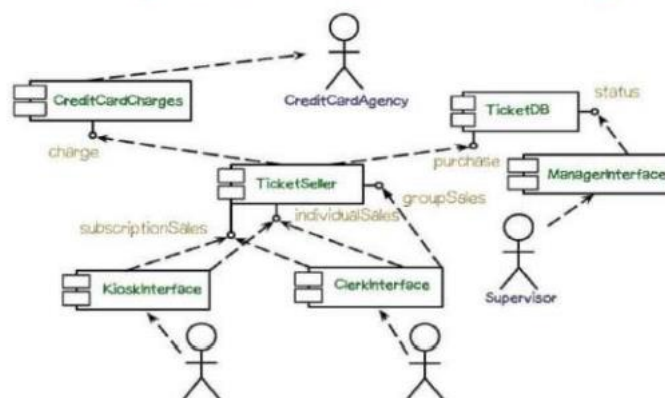 CreditCardCharges
CreditCardAgency
status
TicketDB
charge
purchase
ManagerInterface
TicketSeller
groupSales
individualSales
subscriptionSales
KioskInterface
ClerkInterface
Supervisor